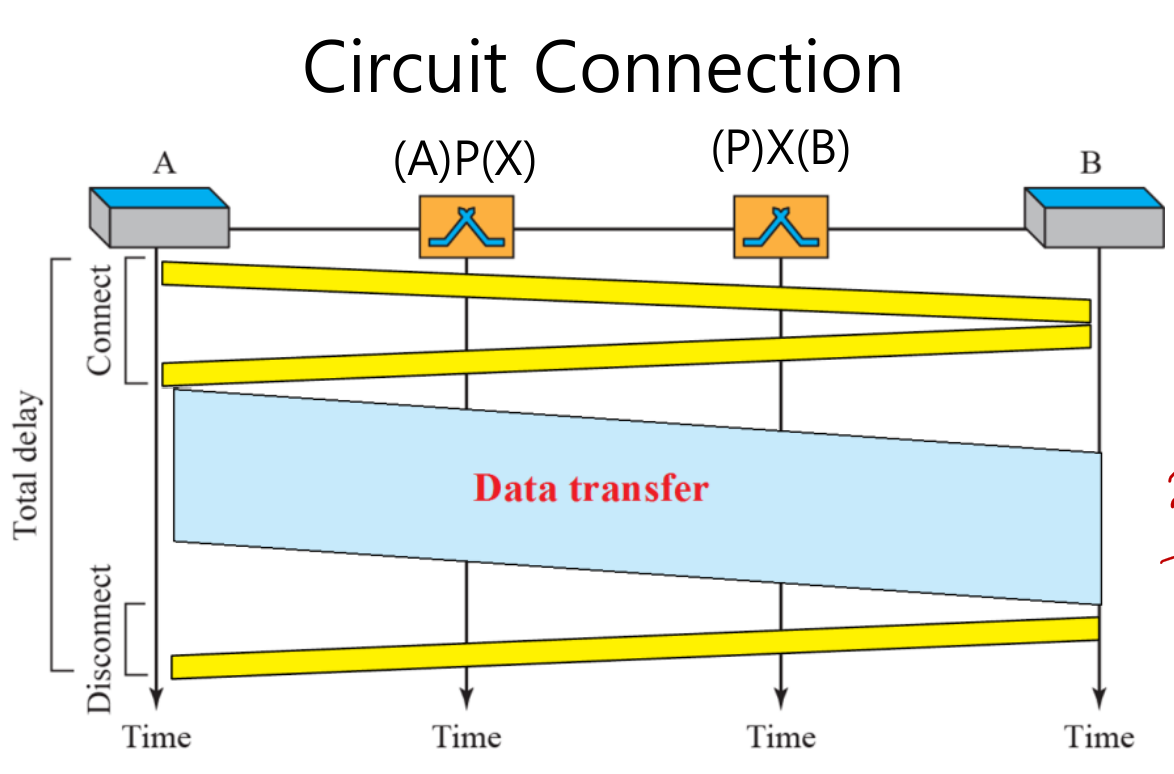 Circuit Connection
A
(A)P(X)
(P)X(B)
B
Connect
Total delay
Data transfer
Disconnect
Time
Time
Time
Time